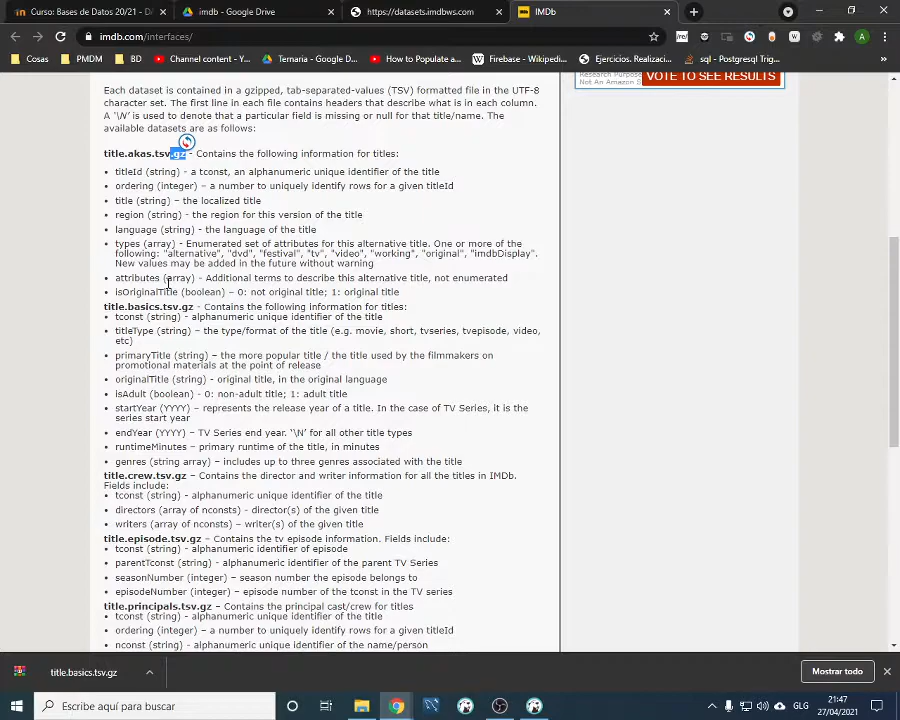 Curso: Bases de Datos 20/21 - D.A
imdb - Google Drive
https://datasets.imdbws.com
IMDb
imdb.com/interfaces/
A
Cosas
PMDM
BD
Channel content - Y...
Ternaria - Google D...
How to Populate a...
Firebase - Wikipedi...
Ejercicios. Realizaci...
sql - Postgresql Trig...
Each dataset is contained in a gzipped, tab-separated-values (TSV) formatted file in the UTF-8
character set. The first line in each file contains headers that describe what is in each column.
A '\N' is used to denote that a particular field is missing or null for that title/name. The
available datasets are as follows:
Research Purpose
Not An Amazon S
VOTE TO SEE RESULTS
title.akas.tsv.gz - Contains the following information for titles:
• titleId (string) - a tconst, an alphanumeric unique identifier of the title
• ordering (integer) – a number to uniquely identify rows for a given titleId
• title (string) – the localized title
• region (string) - the region for this version of the title
• language (string) - the language of the title
• types (array) - Enumerated set of attributes for this alternative title. One or more of the
following: "alternative", "dvd", "festival", "tv", "video", "working", "original", "imdbDisplay".
New values may be added in the future without warning
• attributes (array) - Additional terms to describe this alternative title, not enumerated
• isOriginalTitle (boolean) – 0: not original title; 1: original title
title.basics.tsv.gz - Contains the following information for titles:
• tconst (string) - alphanumeric unique identifier of the title
• titleType (string) – the type/format of the title (e.g. movie, short, tvseries, tvepisode, video,
etc)
• primaryTitle (string) – the more popular title / the title used by the filmmakers on
promotional materials at the point of release
• originalTitle (string) - original title, in the original language
• isAdult (boolean) - 0: non-adult title; 1: adult title
• startYear (YYYY) – represents the release year of a title. In the case of TV Series, it is the
series start year
• endYear (YYYY) – TV Series end year. '\N' for all other title types
• runtimeMinutes – primary runtime of the title, in minutes
• genres (string array) – includes up to three genres associated with the title
title.crew.tsv.gz – Contains the director and writer information for all the titles in IMDb.
Fields include:
• tconst (string) - alphanumeric unique identifier of the title
• directors (array of nconsts) - director(s) of the given title
• writers (array of nconsts) – writer(s) of the given title
title.episode.tsv.gz – Contains the tv episode information. Fields include:
• tconst (string) - alphanumeric identifier of episode
• parentTconst (string) - alphanumeric identifier of the parent TV Series
• seasonNumber (integer) – season number the episode belongs to
• episodeNumber (integer) – episode number of the tconst in the TV series
title.principals.tsv.gz – Contains the principal cast/crew for titles
• tconst (string) - alphanumeric unique identifier of the title
• ordering (integer) – a number to uniquely identify rows for a given titleId
• nconst (string) - alphanumeric unique identifier of the name/person
title.basics.tsv.gz
Mostrar todo
Escribe aquí para buscar
GLG
21:47
27/04/2021